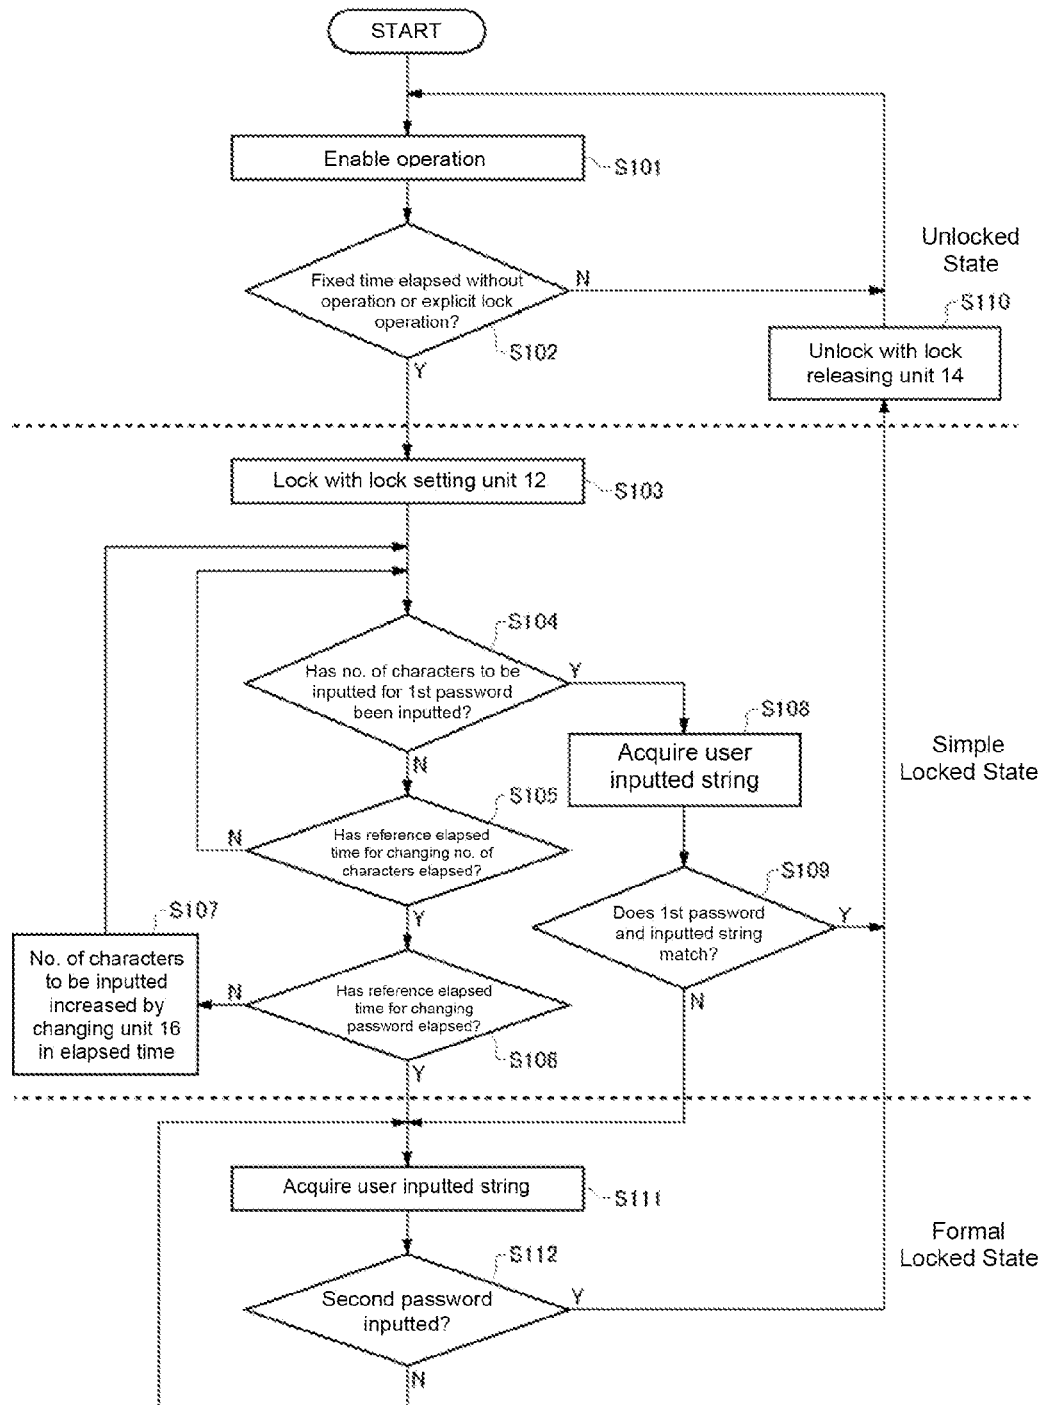 START
Enable operation
S101
Fixed time elapsed without
operation or explicit lock
operation?
N
S102
Y
Unlocked
State
S110
Unlock with lock
releasing unit 14
Lock with lock setting unit 12
S103
S104
Has no. of characters to be
inputted for 1st password
been inputted?
Y
N
S108
Acquire user
inputted string
Simple
Locked State
S105
Has reference elapsed
time for changing no. of
characters elapsed?
N
Y
S109
Does 1st password
and inputted string
match?
Y
N
S107
No. of characters
to be inputted
increased by
changing unit 16
in elapsed time
N
Has reference elapsed
time for changing
password elapsed?
S106
Y
Acquire user inputted string
S111
Formal
Locked State
S112
Second password
inputted?
Y
N